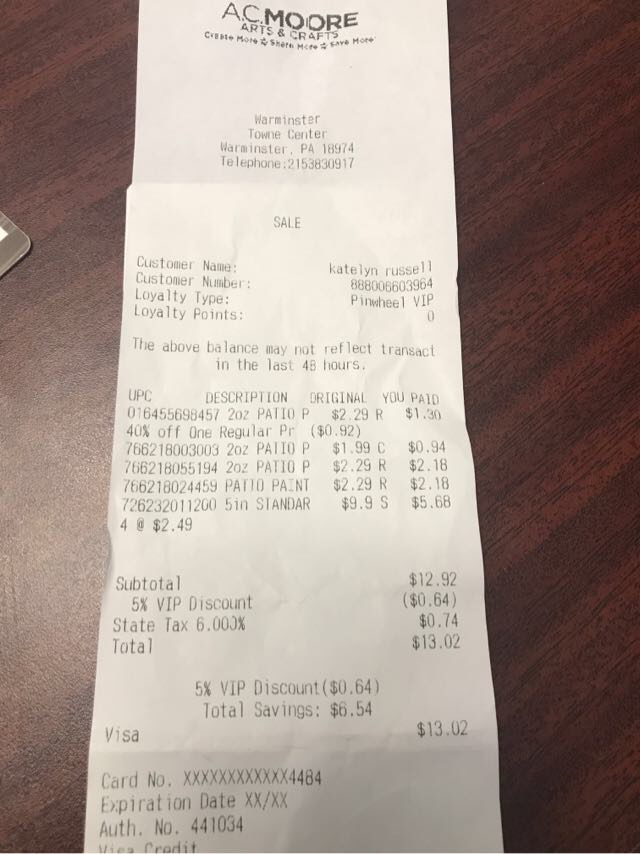 A.C.MOORE
ARTS & CRAFTS
Create More ☆ Share More ☆ Save More
Warminster
Towne Center
Warminster, PA 18974
Telephone:2153830917
SALE
Customer Name: katelyn russell
Customer Number: 888006603964
Loyalty Type: Pinwheel VIP
Loyalty Points: 0
The above balance may not reflect transact
in the last 48 hours.
UPC DESCRIPTION ORIGINAL YOU PAID
016455698457 2oz PATIO P $2.29 R $1.30
40% off One Regular Pr ($0.92)
766218003003 2oz PATIO P $1.99 C $0.94
766218055194 2oz PATIO P $2.29 R $2.18
766218024459 PATIO PAINT $2.29 R $2.18
726232011200 5in STANDAR $9.9 S $5.68
4 @ $2.49
Subtotal $12.92
5% VIP Discount ($0.64)
State Tax 6.000% $0.74
Total $13.02
5% VIP Discount($0.64)
Total Savings: $6.54
Visa $13.02
Card No. XXXXXXXXXXXX4484
Expiration Date XX/XX
Auth. No. 441034
Visa Credit